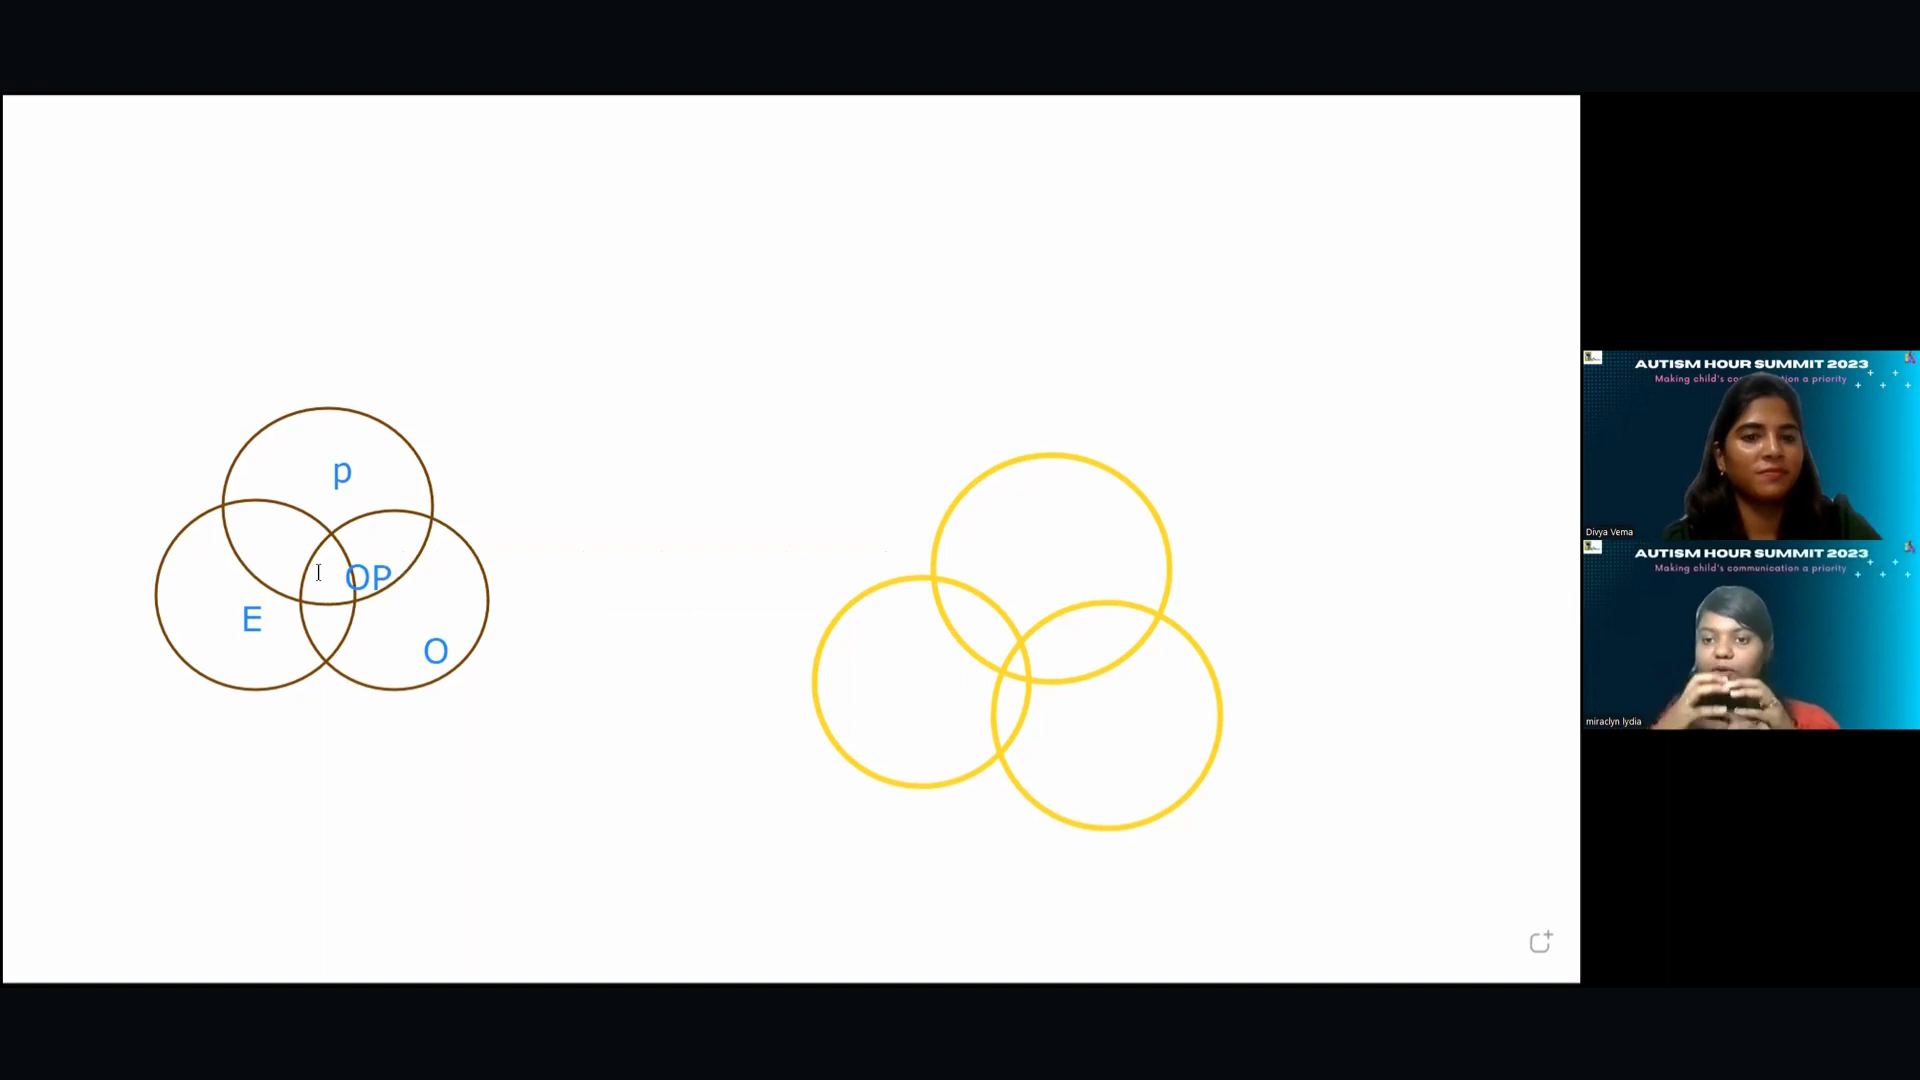 p
OP
E
O
AUTISM HOUR SUMMIT 2023
Making child's communication a priority
Divya Vema
AUTISM HOUR SUMMIT 2023
Making child's communication a priority
miraclyn lydia